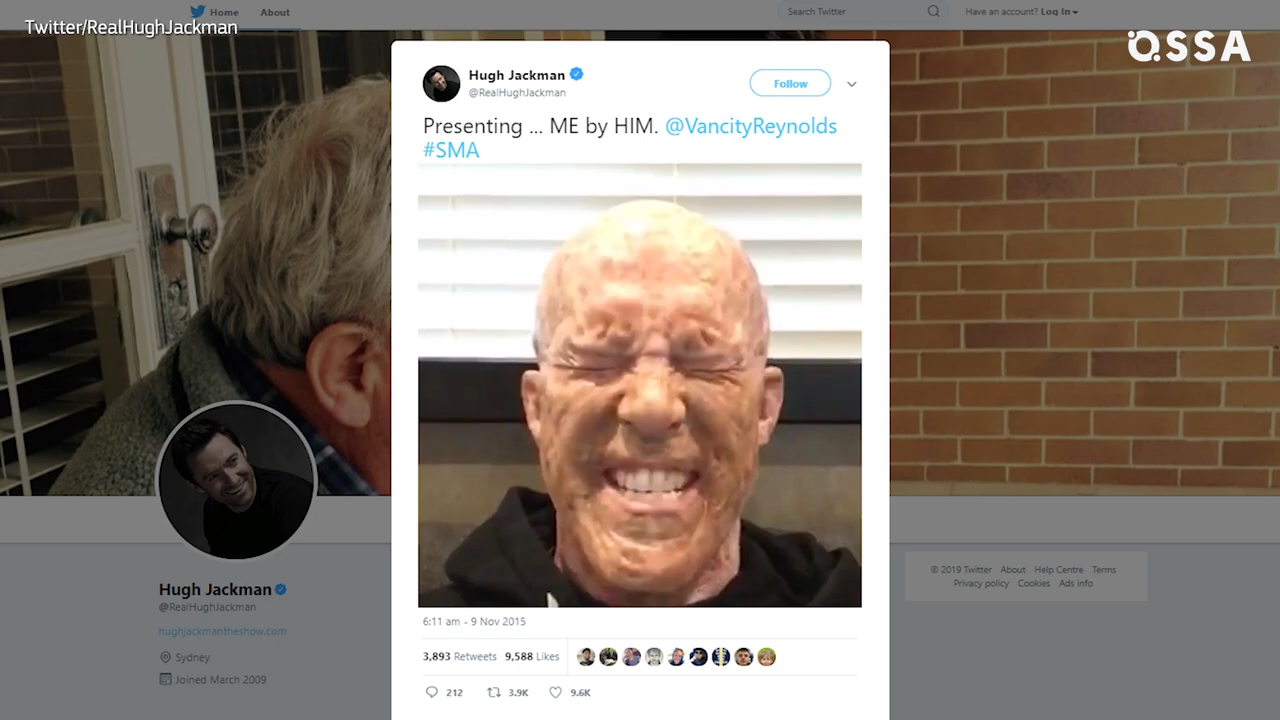 Home About
Search Twitter
Have an account? Log In
Twitter/RealHughJackman
OSSA
Hugh Jackman
@RealHughJackman
Follow
Presenting ... ME by HIM. @VancityReynolds
#SMA
6:11 am - 9 Nov 2015
3,893 Retweets 9,588 Likes
212 3.9K 9.6K
Hugh Jackman
@RealHughJackman
hughjackmantheshow.com
Sydney
Joined March 2009
© 2019 Twitter About Help Centre Terms
Privacy policy Cookies Ads info